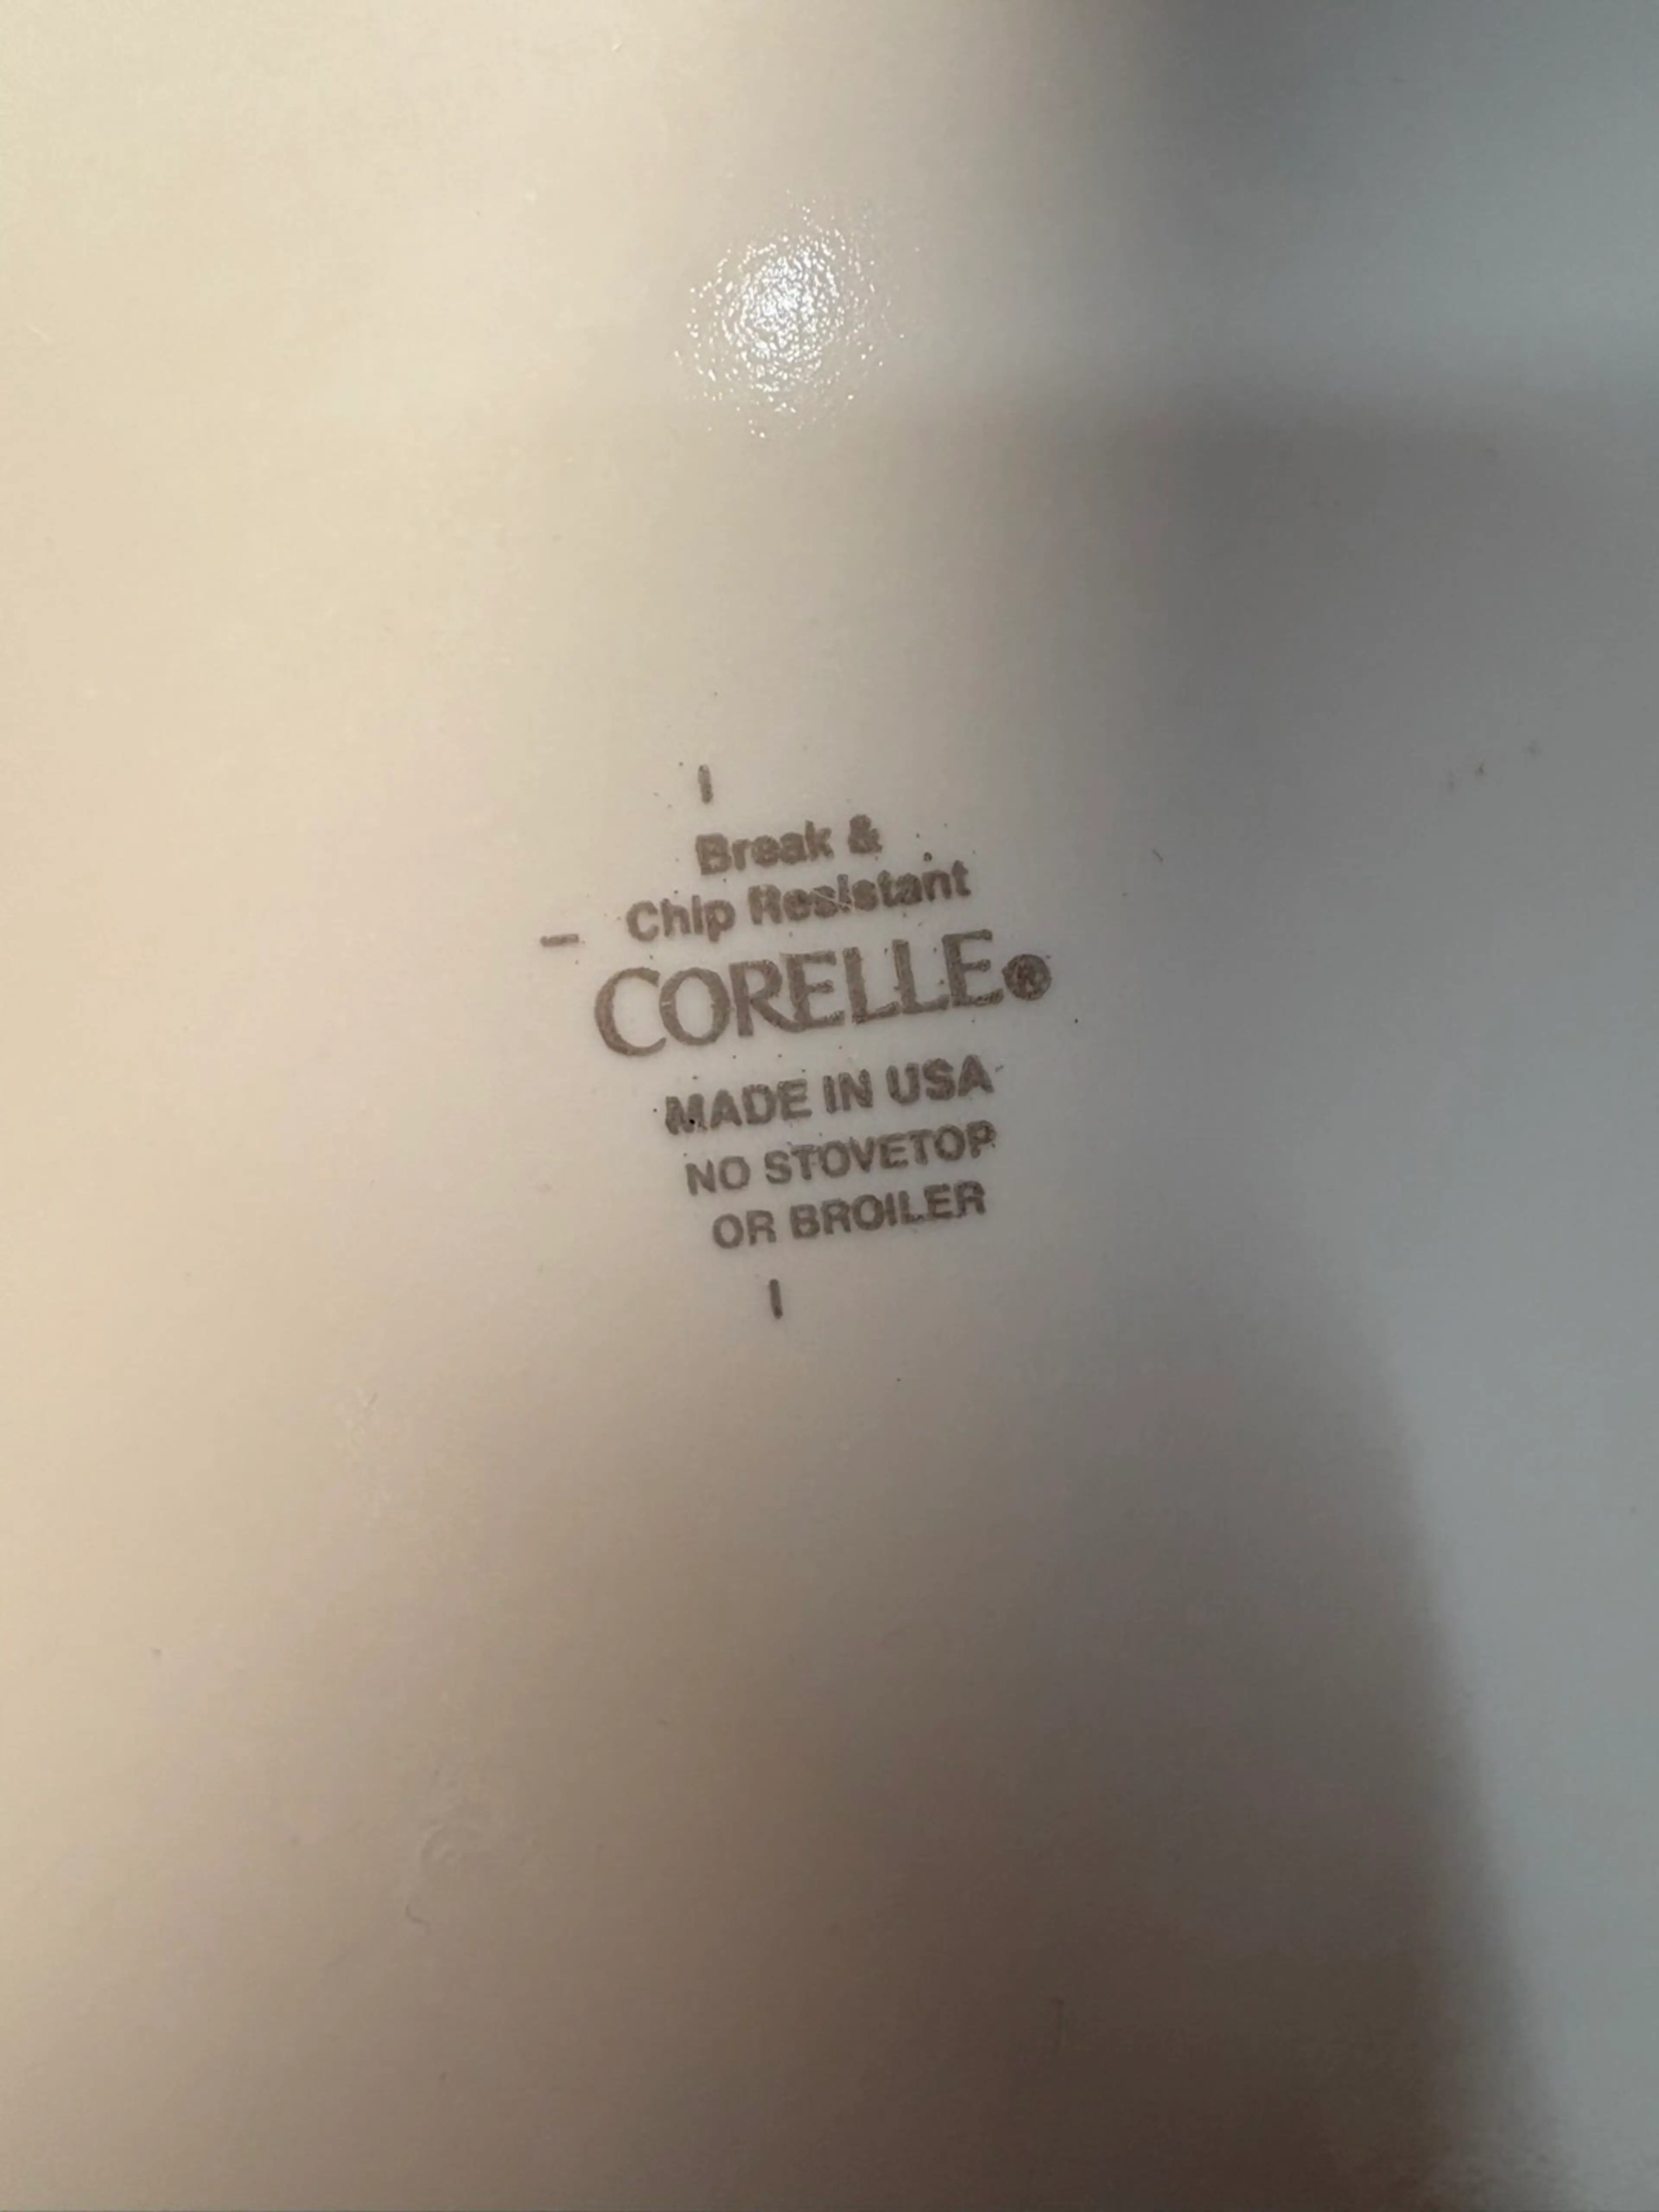 Break &
Chip Resistant
CORELLE®
MADE IN USA
NO STOVETOP
OR BROILER